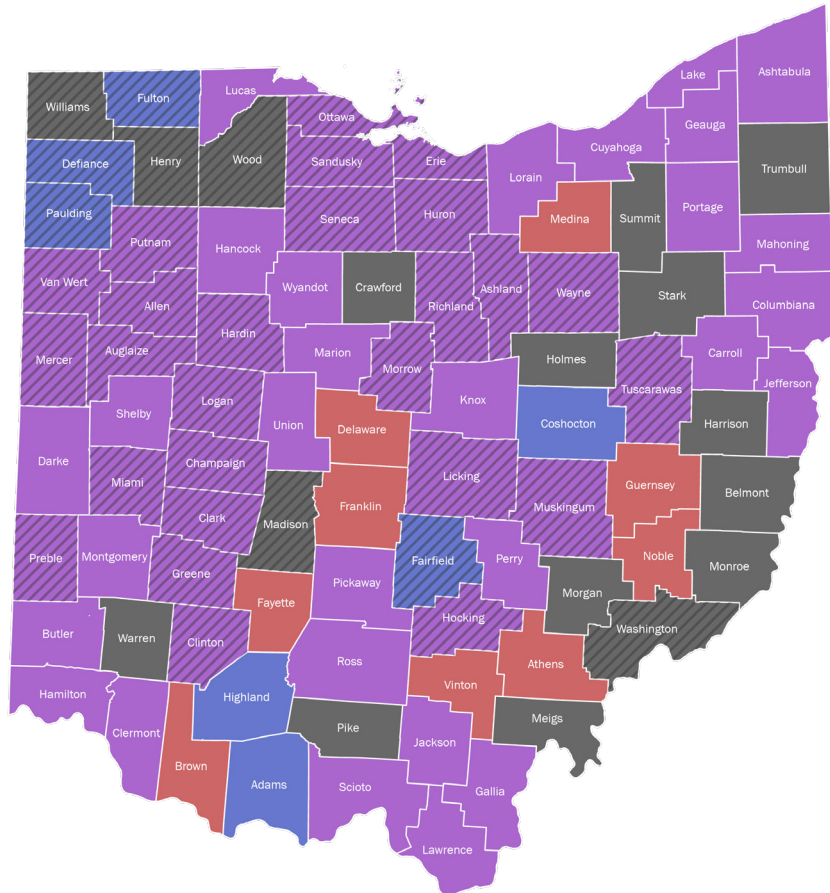 Lake
Ashtabula
Lucas
Fulton
Williams
Ottawa
Geauga
Cuyahoga
Henry
Wood
Defiance
Sandusky
Erie
Trumbull
Lorain
Paulding
Seneca
Huron
Medina
Summit
Portage
Putnam
Hancock
Mahoning
Van Wert
Wyandot
Crawford
Ashland
Wayne
Stark
Allen
Richland
Columbiana
Hardin
Mercer
Auglaize
Marion
Holmes
Carroll
Morrow
Jefferson
Tuscarawas
Logan
Knox
Shelby
Union
Delaware
Coshocton
Harrison
Darke
Champaign
Licking
Miami
Guernsey
Belmont
Clark
Franklin
Muskingum
Madison
Preble
Montgomery
Fairfield
Perry
Noble
Monroe
Greene
Pickaway
Morgan
Fayette
Hocking
Butler
Warren
Clinton
Washington
Ross
Athens
Hamilton
Highland
Vinton
Clermont
Pike
Meigs
Jackson
Brown
Adams
Scioto
Gallia
Lawrence